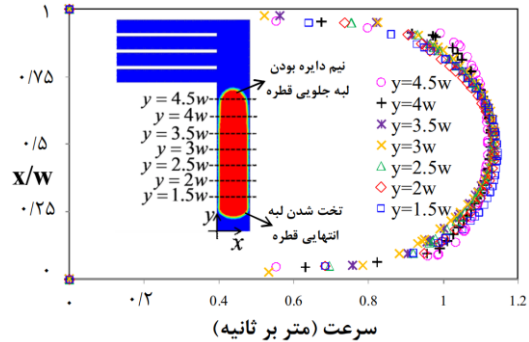 ۱
۰/۷۵
۰/۵
x/w
۰/۲۵
۰
نیم دایره بودن
لبه جلویی قطره
y = 4.5w
y = 4w
y = 3.5w
y = 3w
y = 2.5w
y = 2w
y = 1.5w
تخت شدن لبه
انتهایی قطره
y
x
y=4.5w
y=4w
y=3.5w
y=3w
y=2.5w
y=2w
y=1.5w
۰ ۰/۲ 0.4 0.6 0.8 1 1.2
سرعت (متر بر ثانیه)